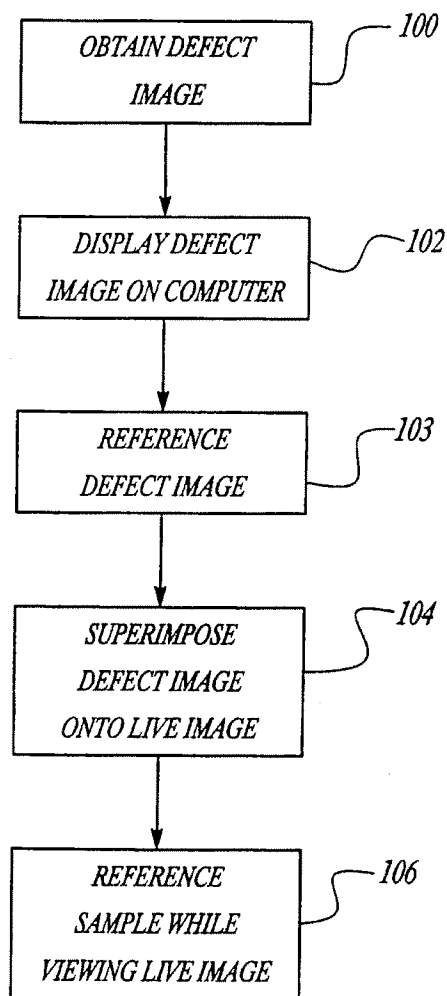 OBTAIN DEFECT
IMAGE
100
DISPLAY DEFECT
IMAGE ON COMPUTER
102
REFERENCE
DEFECT IMAGE
103
SUPERIMPOSE
DEFECT IMAGE
ONTO LIVE IMAGE
104
REFERENCE
SAMPLE WHILE
VIEWING LIVE IMAGE
106